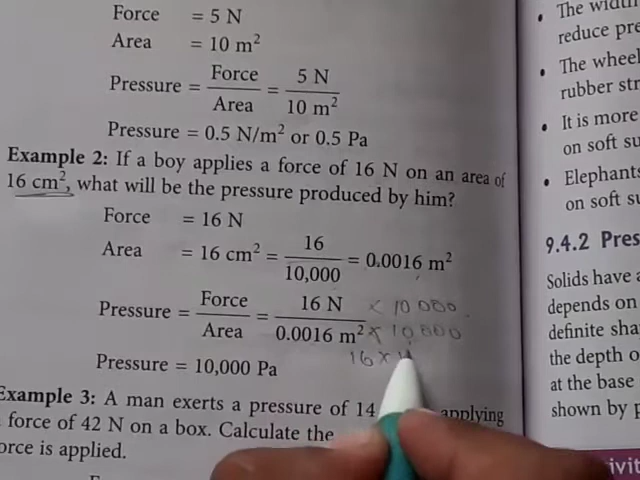 Force = 5 N
Area = 10 m²
Pressure = Force/Area = 5 N/10 m²
Pressure = 0.5 N/m² or 0.5 Pa
Example 2: If a boy applies a force of 16 N on an area of
16 cm², what will be the pressure produced by him?
Force = 16 N
Area = 16 cm² = 16/10,000 = 0.0016 m²
Pressure = Force/Area = 16 N/0.0016 m² × 10000 / × 10000
16 ×
Pressure = 10,000 Pa
Example 3: A man exerts a pressure of 14 applying
force of 42 N on a box. Calculate the
force is applied.
• The width
reduce pre
• The wheel
rubber str
• It is more
on soft su
• Elephants
on soft su
9.4.2 Pres
Solids have a
depends on
definite sha
the depth o
at the base
shown by p